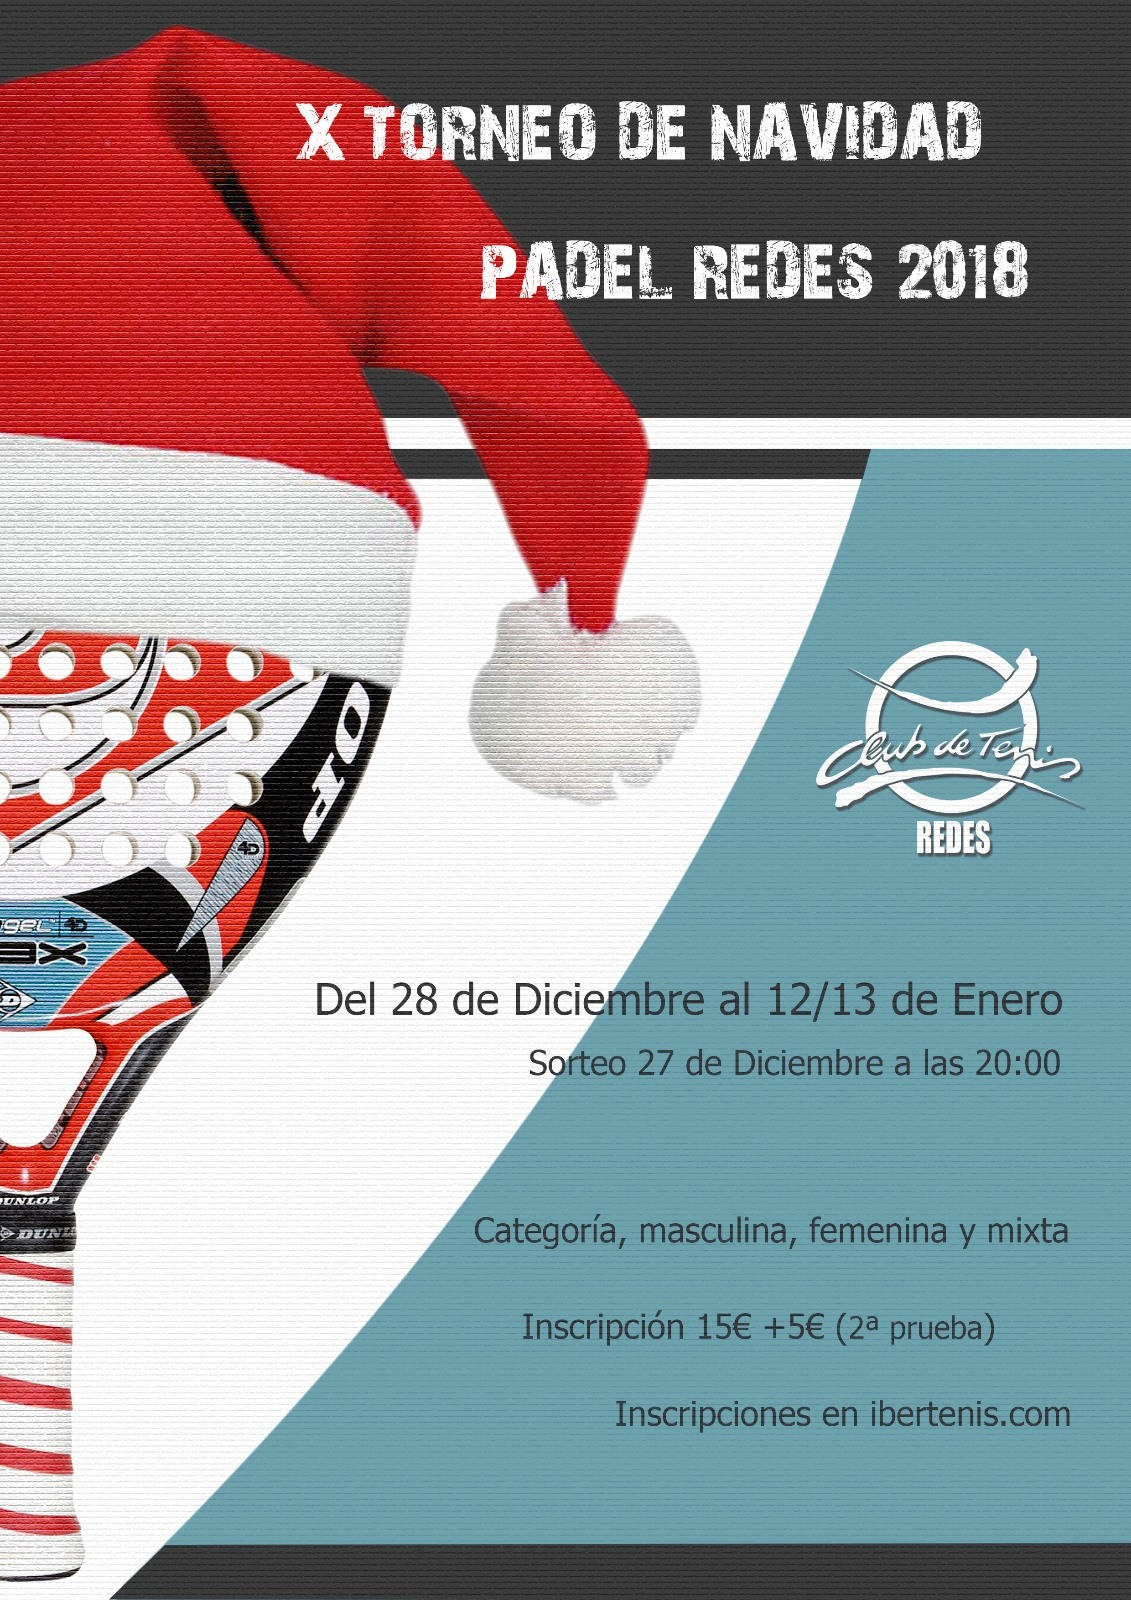 X TORNEO DE NAVIDAD
PADEL REDES 2018
Club de Tenis
REDES
4D
4D
DUNLOP
Del 28 de Diciembre al 12/13 de Enero
Sorteo 27 de Diciembre a las 20:00
Categoría, masculina, femenina y mixta
Inscripción 15€ +5€ (2ª prueba)
Inscripciones en ibertenis.com